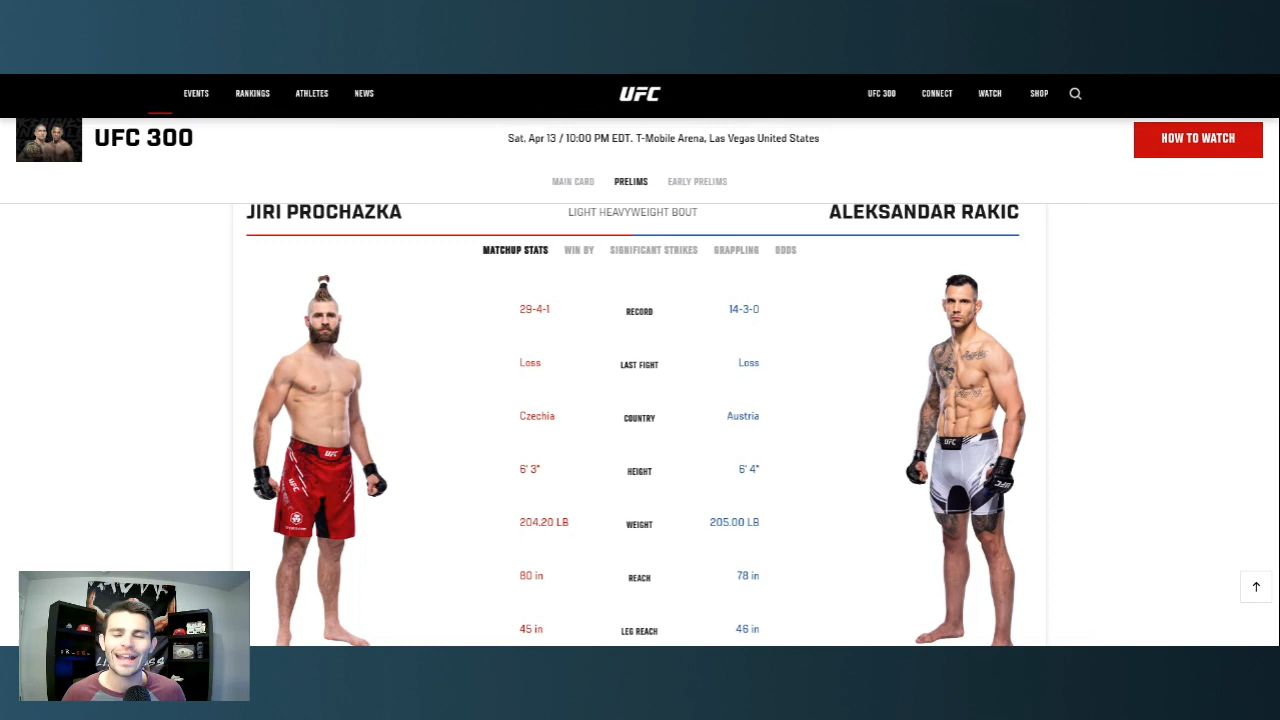 EVENTS RANKINGS ATHLETES NEWS UFC UFC 300 CONNECT WATCH SHOP
UFC 300 Sat, Apr 13 / 10:00 PM EDT. T-Mobile Arena, Las Vegas United States HOW TO WATCH
MAIN CARD PRELIMS EARLY PRELIMS
JIRI PROCHAZKA LIGHT HEAVYWEIGHT BOUT ALEKSANDAR RAKIC
MATCHUP STATS WIN BY SIGNIFICANT STRIKES GRAPPLING ODDS
29-4-1 RECORD 14-3-0
Loss LAST FIGHT Loss
Czechia COUNTRY Austria
6' 3" HEIGHT 6' 4"
204.20 LB WEIGHT 205.00 LB
80 in REACH 78 in
45 in LEG REACH 46 in
UFC
UFC
UFC
UFC